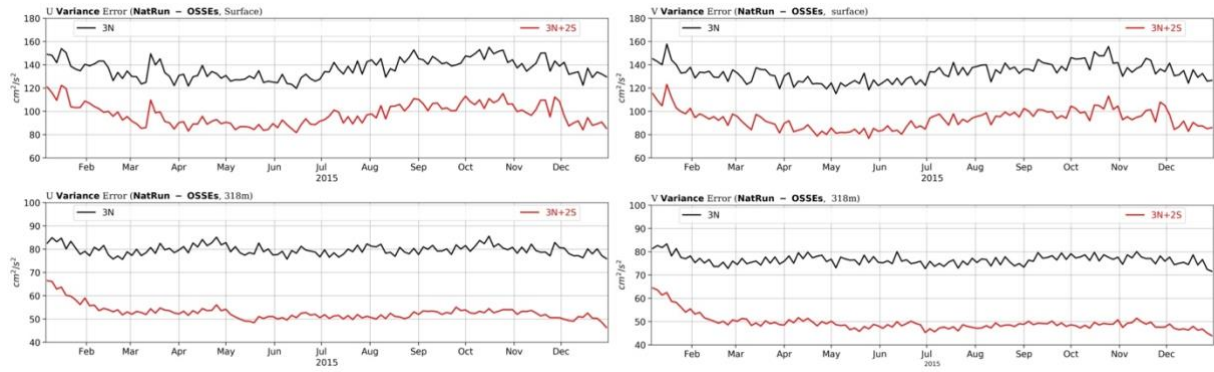 U Variance Error (NatRun − OSSEs, Surface)
3N
3N+2S
cm²/s²
160
140
120
100
80
60
Feb Mar Apr May Jun Jul Aug Sep Oct Nov Dec
2015
V Variance Error (NatRun − OSSEs, surface)
3N
3N+2S
cm²/s²
180
160
140
120
100
80
60
Feb Mar Apr May Jun Jul Aug Sep Oct Nov Dec
2015
U Variance Error (NatRun − OSSEs, 318m)
3N
3N+2S
cm²/s²
100
90
80
70
60
50
40
Feb Mar Apr May Jun Jul Aug Sep Oct Nov Dec
2015
V Variance Error (NatRun − OSSEs, 318m)
3N
3N+2S
cm²/s²
100
90
80
70
60
50
40
Feb Mar Apr May Jun Jul Aug Sep Oct Nov Dec
2015